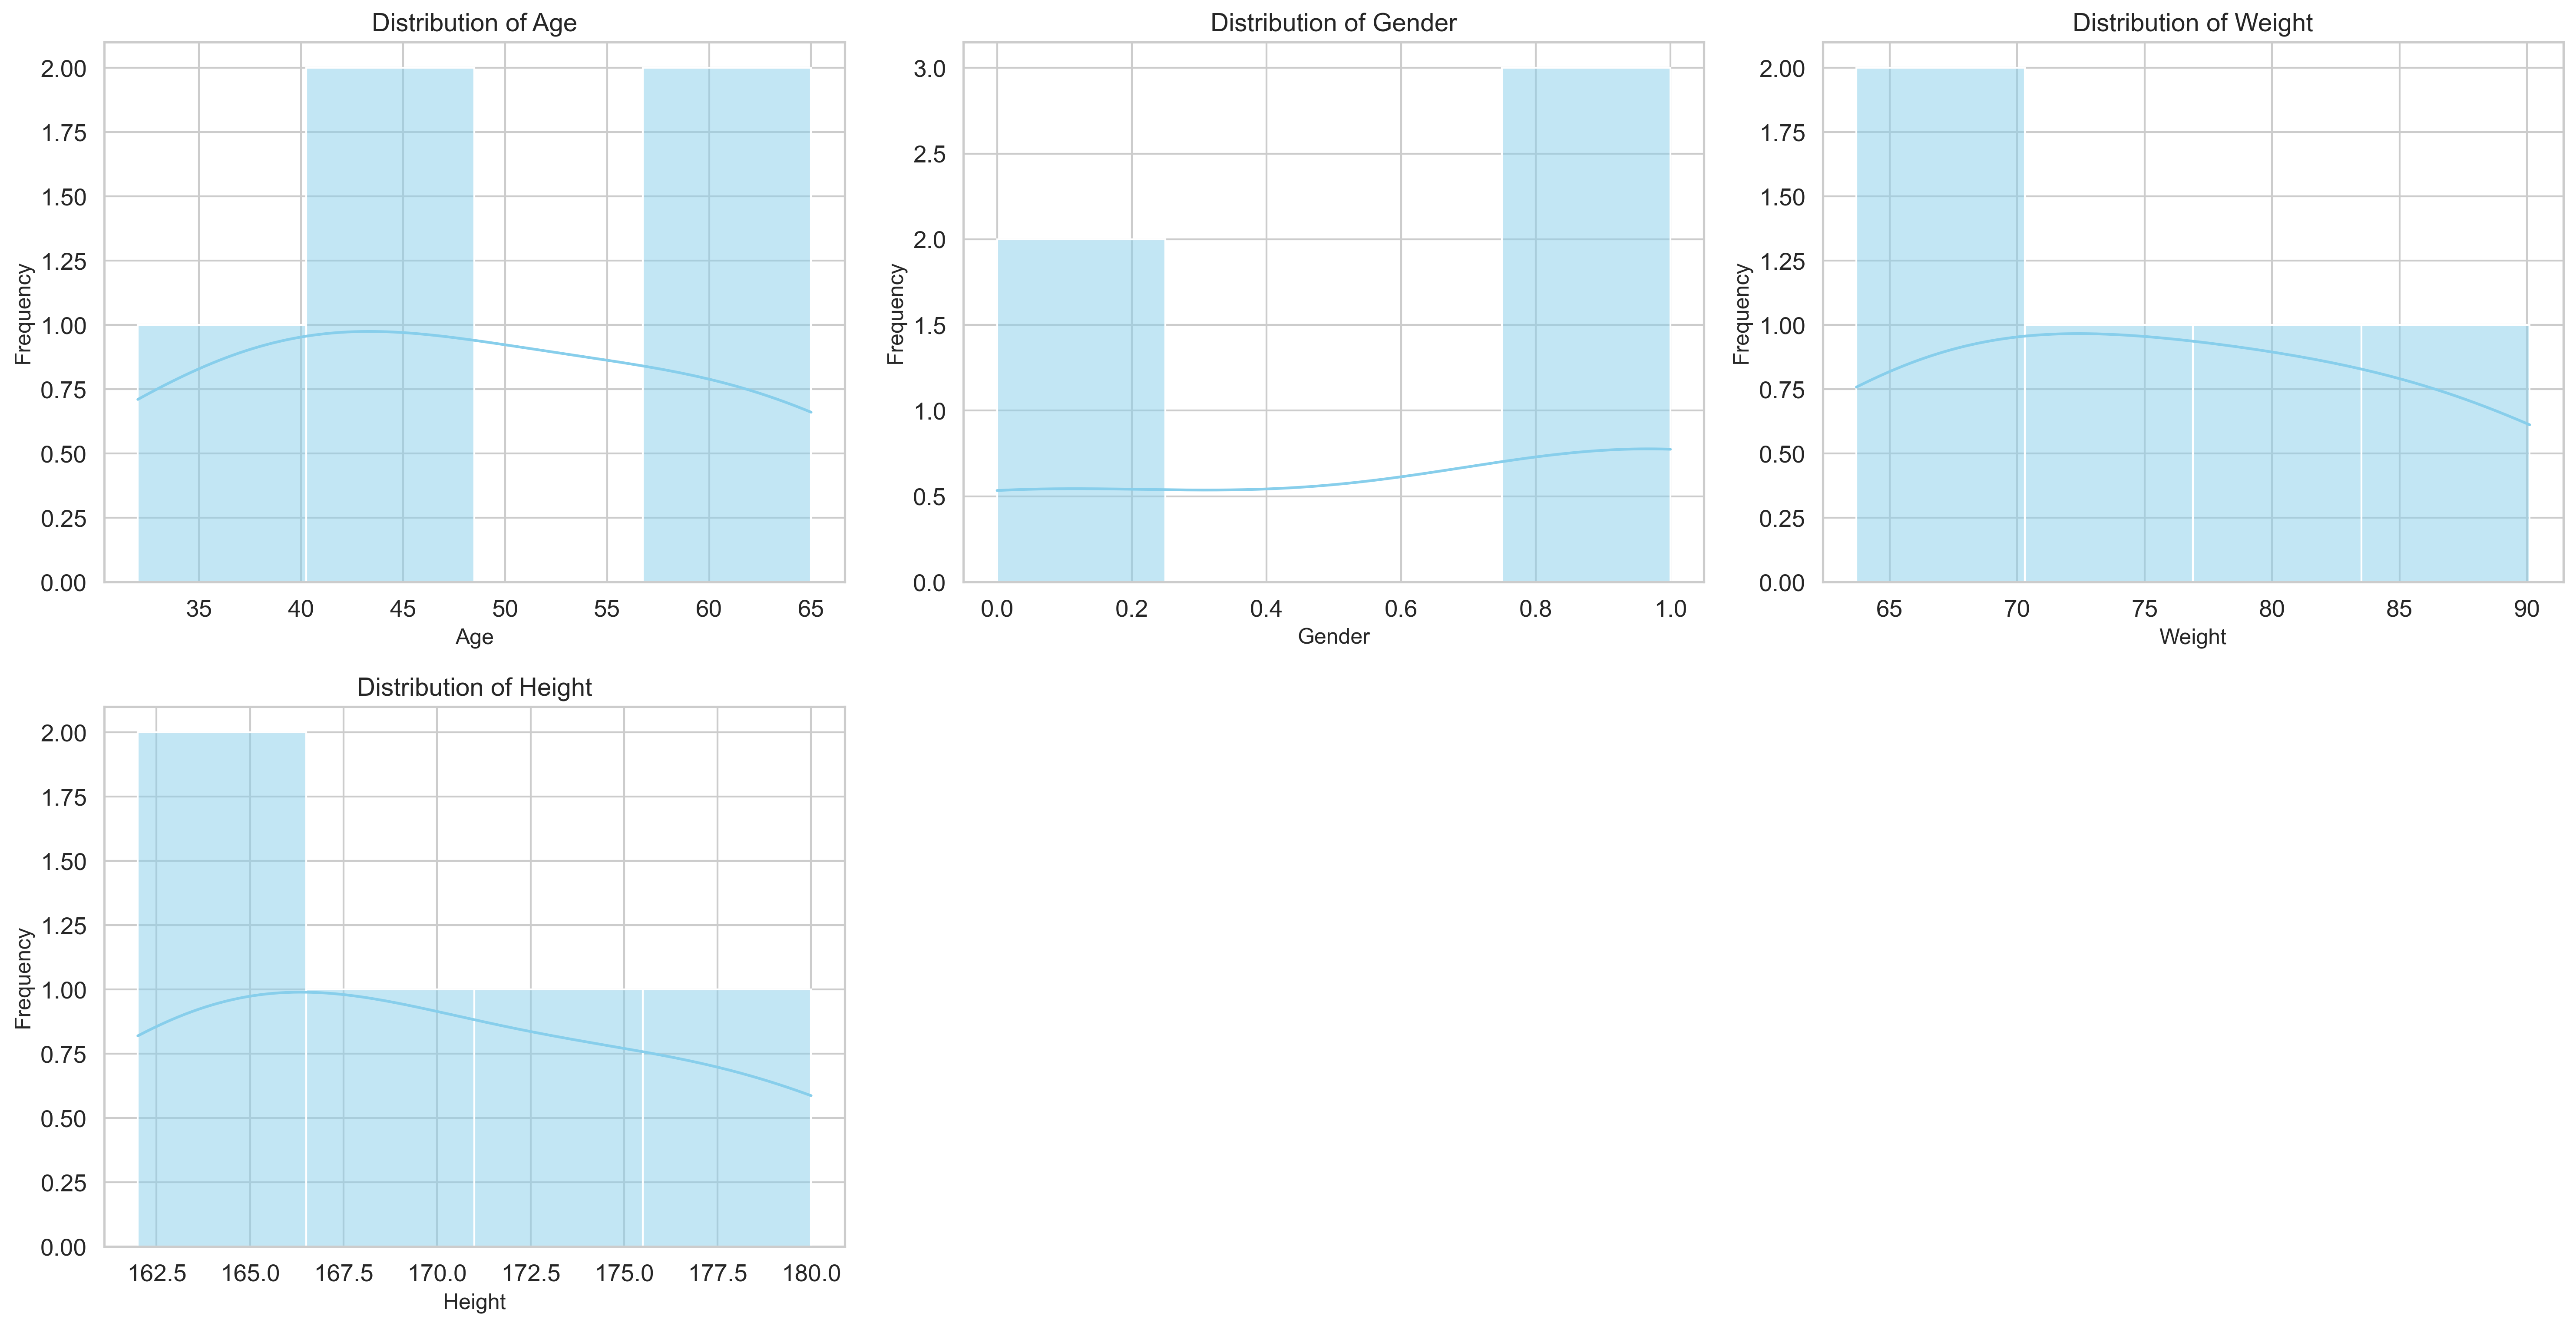 Distribution of Age
2.00
1.75
1.50
1.25
1.00
0.75
0.50
0.25
0.00
Frequency
35 40 45 50 55 60 65
Age
Distribution of Gender
3.0
2.5
2.0
1.5
1.0
0.5
0.0
Frequency
0.0 0.2 0.4 0.6 0.8 1.0
Gender
Distribution of Weight
2.00
1.75
1.50
1.25
1.00
0.75
0.50
0.25
0.00
Frequency
65 70 75 80 85 90
Weight
Distribution of Height
2.00
1.75
1.50
1.25
1.00
0.75
0.50
0.25
0.00
Frequency
162.5 165.0 167.5 170.0 172.5 175.0 177.5 180.0
Height